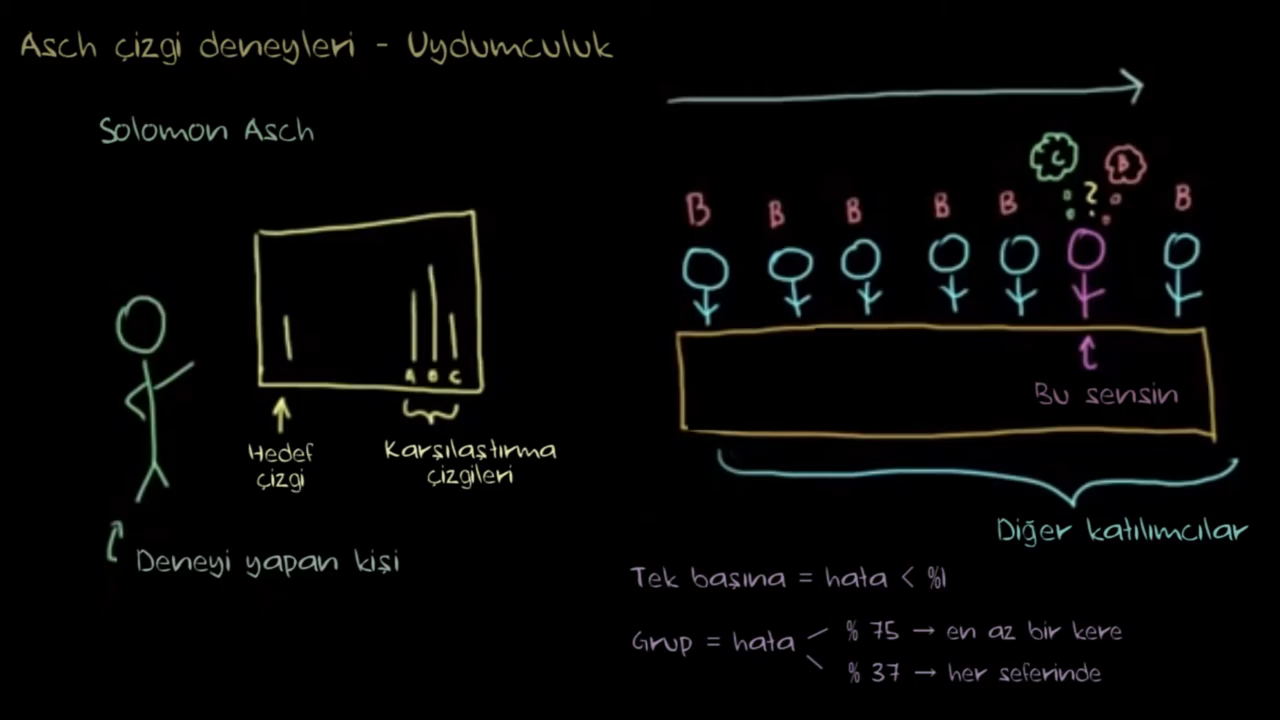 Asch çizgi deneyleri - Uydumculuk
Solomon Asch
A B C
Hedef
çizgi
Karşılaştırma
çizgileri
Deneyi yapan kişi
C ? B
B B B B B B
Bu sensin
Diğer katılımcılar
Tek başına = hata < %1
Grup = hata
% 75 → en az bir kere
% 37 → her seferinde